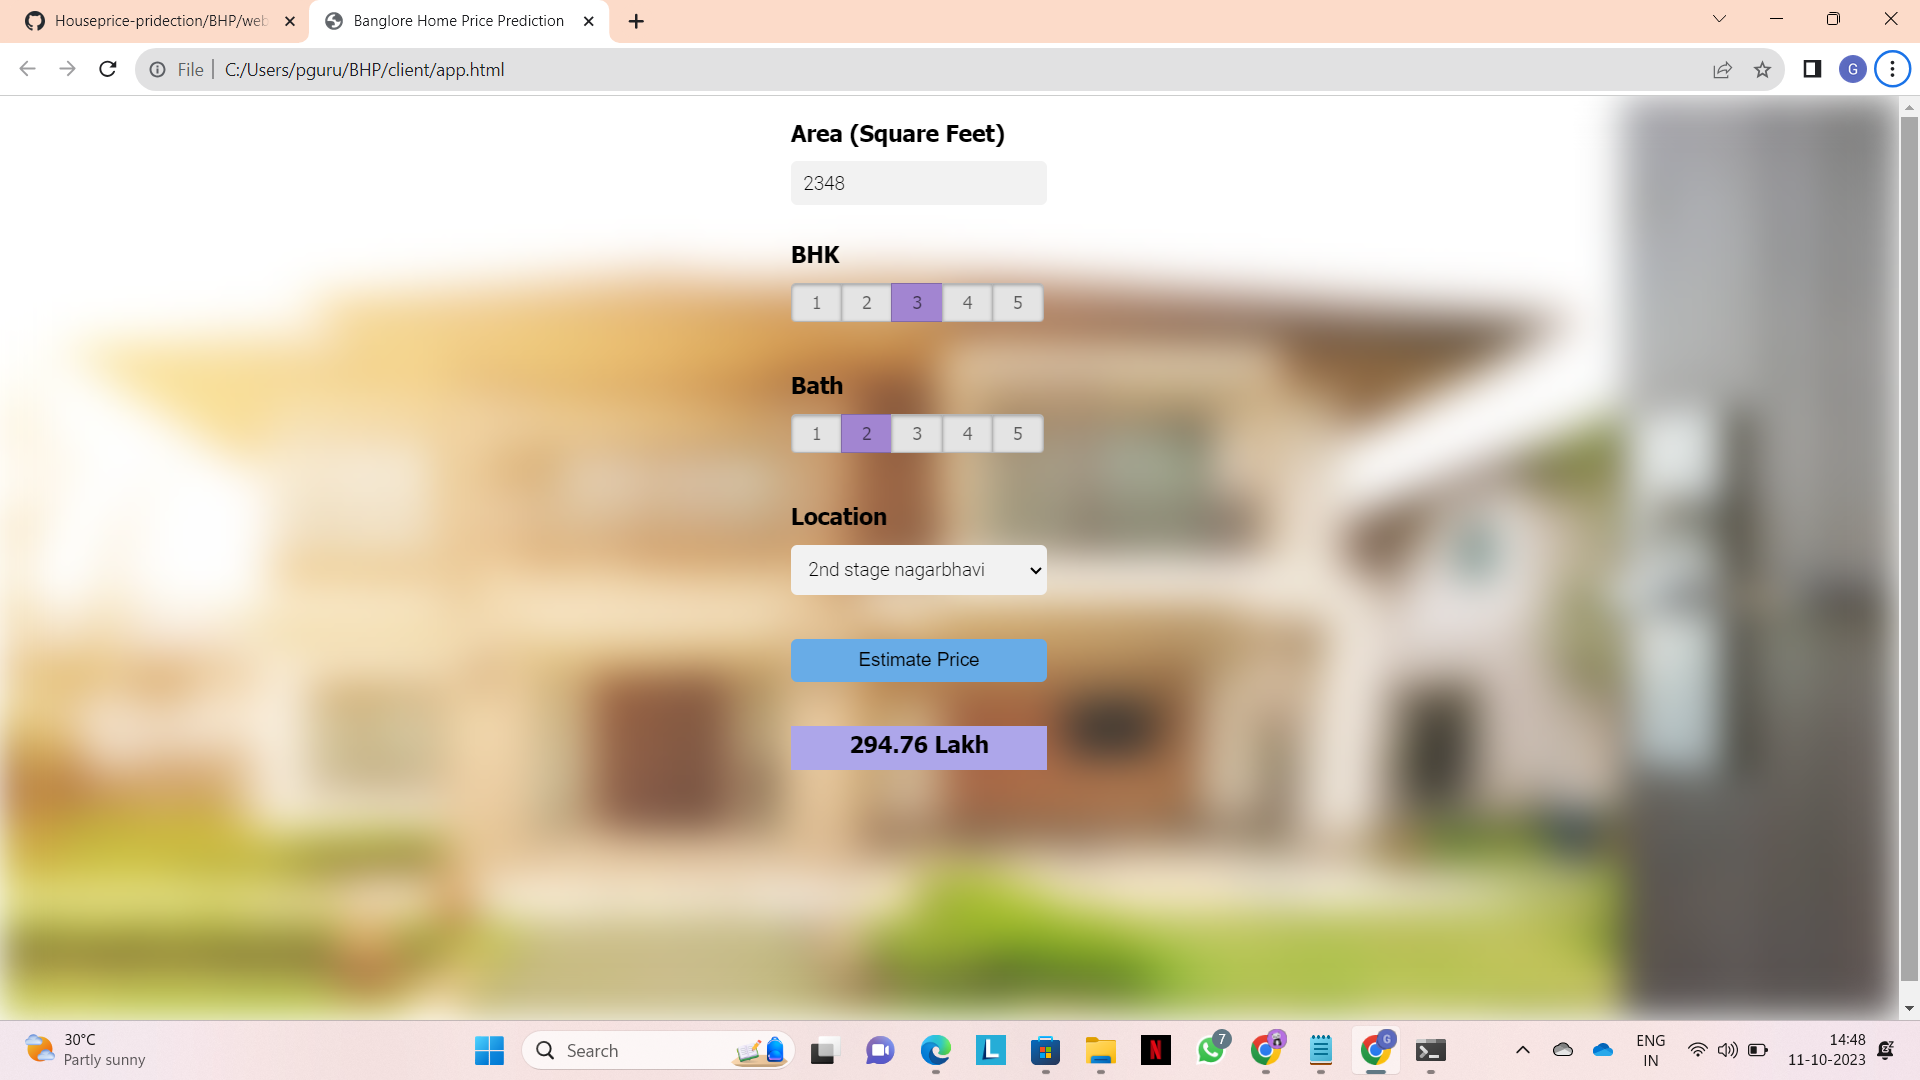 Houseprice-pridection/BHP/web
Banglore Home Price Prediction
File
C:/Users/pguru/BHP/client/app.html
G
Area (Square Feet)
2348
BHK
1 2 3 4 5
Bath
1 2 3 4 5
Location
2nd stage nagarbhavi
Estimate Price
294.76 Lakh
30°C
Partly sunny
Search
L
N
7
G
ENG
IN
14:48
11-10-2023